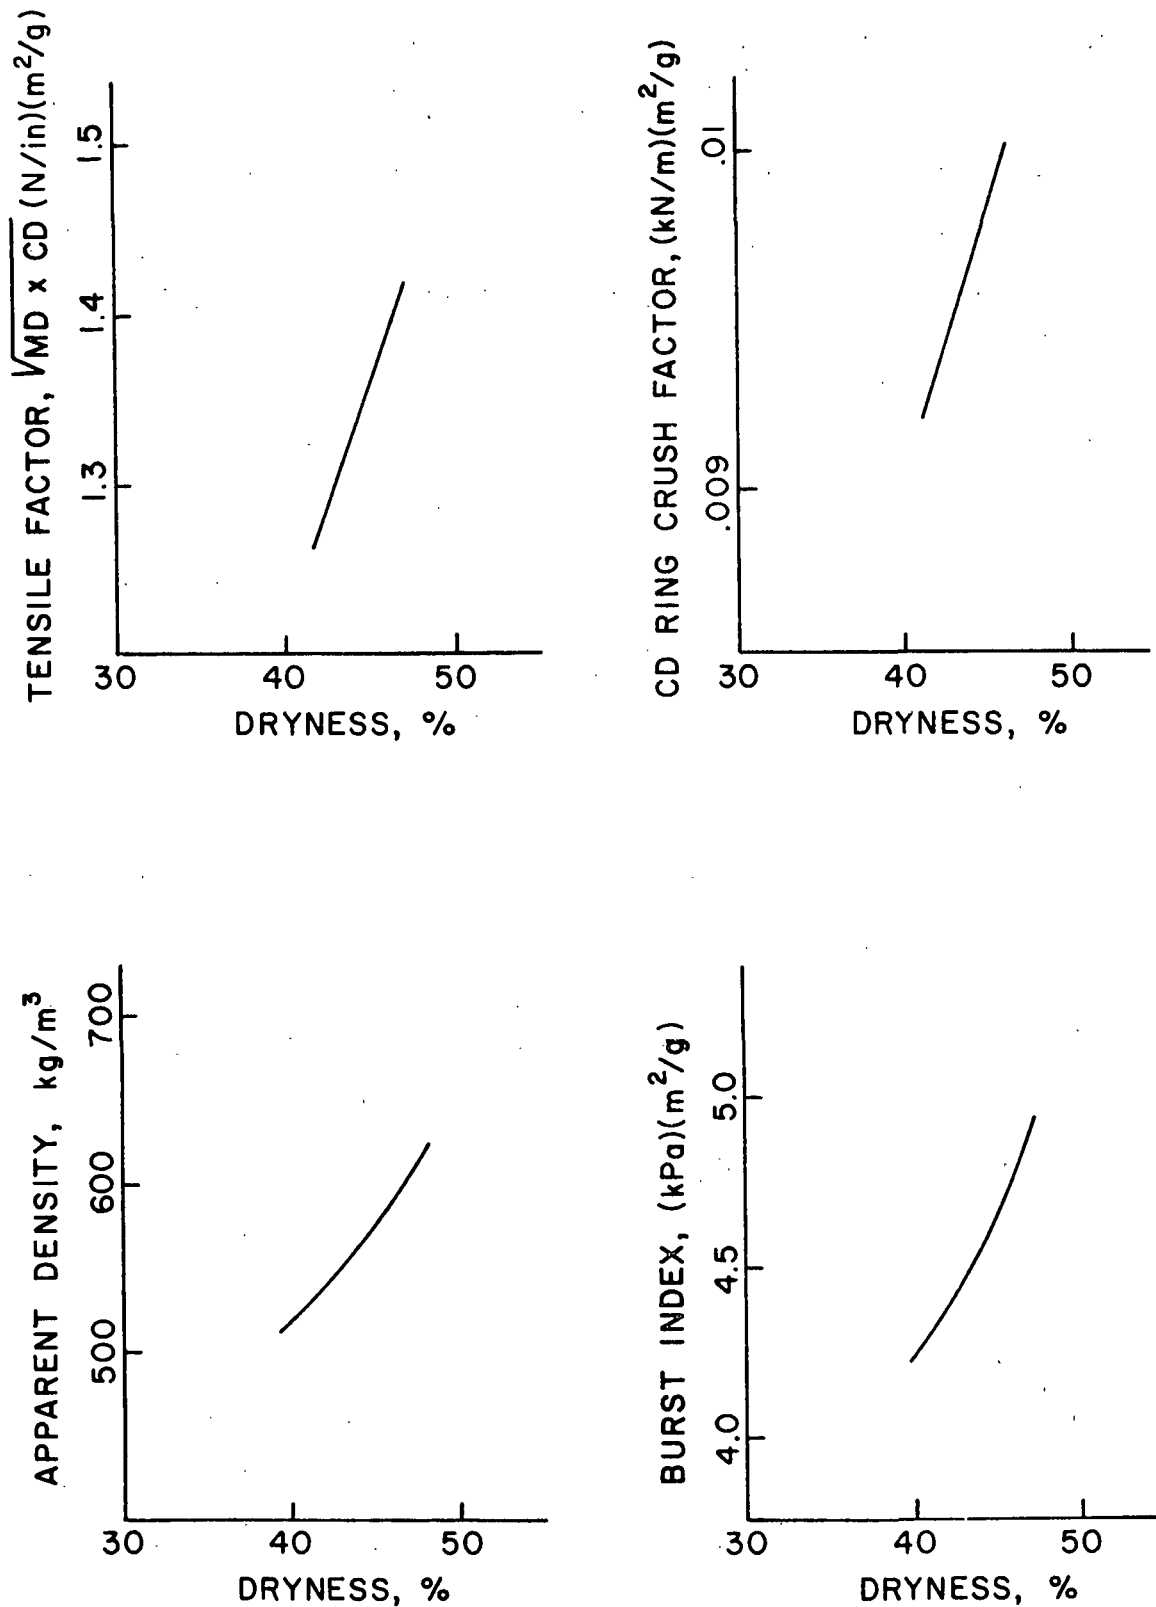 TENSILE FACTOR, √MD x CD (N/in)(m²/g)
1.5
1.4
1.3
30 40 50
DRYNESS, %
CD RING CRUSH FACTOR, (kN/m)(m²/g)
.01
.009
30 40 50
DRYNESS, %
APPARENT DENSITY, kg/m³
700
600
500
30 40 50
DRYNESS, %
BURST INDEX, (kPa)(m²/g)
5.0
4.5
4.0
30 40 50
DRYNESS, %